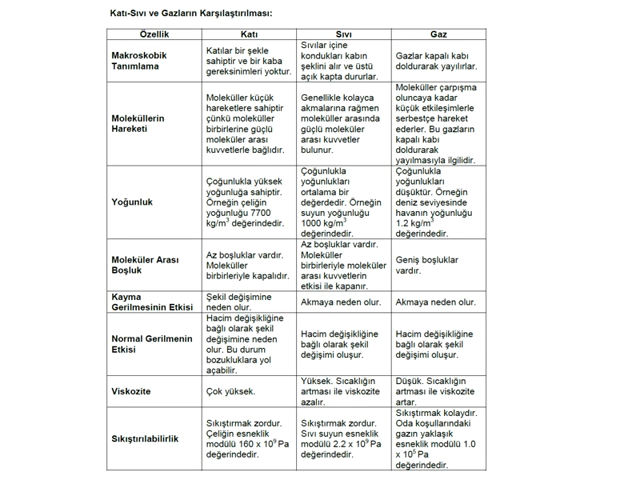 Katı-Sıvı ve Gazların Karşılaştırılması:
Özellik Katı Sıvı Gaz
Makroskobik
Tanımlama
Katılar bir şekle
sahiptir ve bir kaba
gereksinimleri yoktur.
Sıvılar içine
kondukları kabın
şeklini alır ve üstü
açık kapta dururlar.
Gazlar kapalı kabı
doldurarak yayılırlar.
Moleküllerin
Hareketi
Moleküller küçük
hareketlere sahiptir
çünkü moleküller
birbirlerine güçlü
moleküler arası
kuvvetlerle bağlıdır.
Genellikle kolayca
akmalarına rağmen
moleküller arasında
güçlü moleküler
arası kuvvetler
bulunur.
Moleküller çarpışma
oluncaya kadar
küçük etkileşimlerle
serbestçe hareket
ederler. Bu gazların
kapalı kabı
doldurarak
yayılmasıyla ilgilidir.
Yoğunluk
Çoğunlukla yüksek
yoğunluğa sahiptir.
Örneğin çeliğin
yoğunluğu 7700
kg/m³ değerindedir.
Çoğunlukla
yoğunlukları
ortalama bir
değerdedir. Örneğin
suyun yoğunluğu
1000 kg/m³
değerindedir.
Çoğunlukla
yoğunlukları
düşüktür. Örneğin
deniz seviyesinde
havanın yoğunluğu
1.2 kg/m³
değerindedir.
Moleküler Arası
Boşluk
Az boşluklar vardır.
Moleküller
birbirleriyle kapalıdır.
Az boşluklar vardır.
Moleküller
birbirleriyle moleküler
arası kuvvetlerin
etkisi ile kapanır.
Geniş boşluklar
vardır.
Kayma
Gerilmesinin Etkisi
Şekil değişimine
neden olur.
Akmaya neden olur.
Akmaya neden olur.
Normal Gerilmenin
Etkisi
Hacim değişikliğine
bağlı olarak şekil
değişimine neden
olur. Bu durum
bozukluklara yol
açabilir.
Hacim değişikliğine
bağlı olarak şekil
değişimi oluşur.
Hacim değişikliğine
bağlı olarak şekil
değişimi oluşur.
Viskozite
Çok yüksek.
Yüksek. Sıcaklığın
artması ile viskozite
azalır.
Düşük. Sıcaklığın
artması ile viskozite
artar.
Sıkıştırılabilirlik
Sıkıştırmak zordur.
Çeliğin esneklik
modülü 160 x 10⁹ Pa
değerindedir.
Sıkıştırmak zordur.
Sıvı suyun esneklik
modülü 2.2 x 10⁹ Pa
değerindedir.
Sıkıştırmak kolaydır.
Oda koşullarındaki
gazın yaklaşık
esneklik modülü 1.0
x 10⁵ Pa
değerindedir.